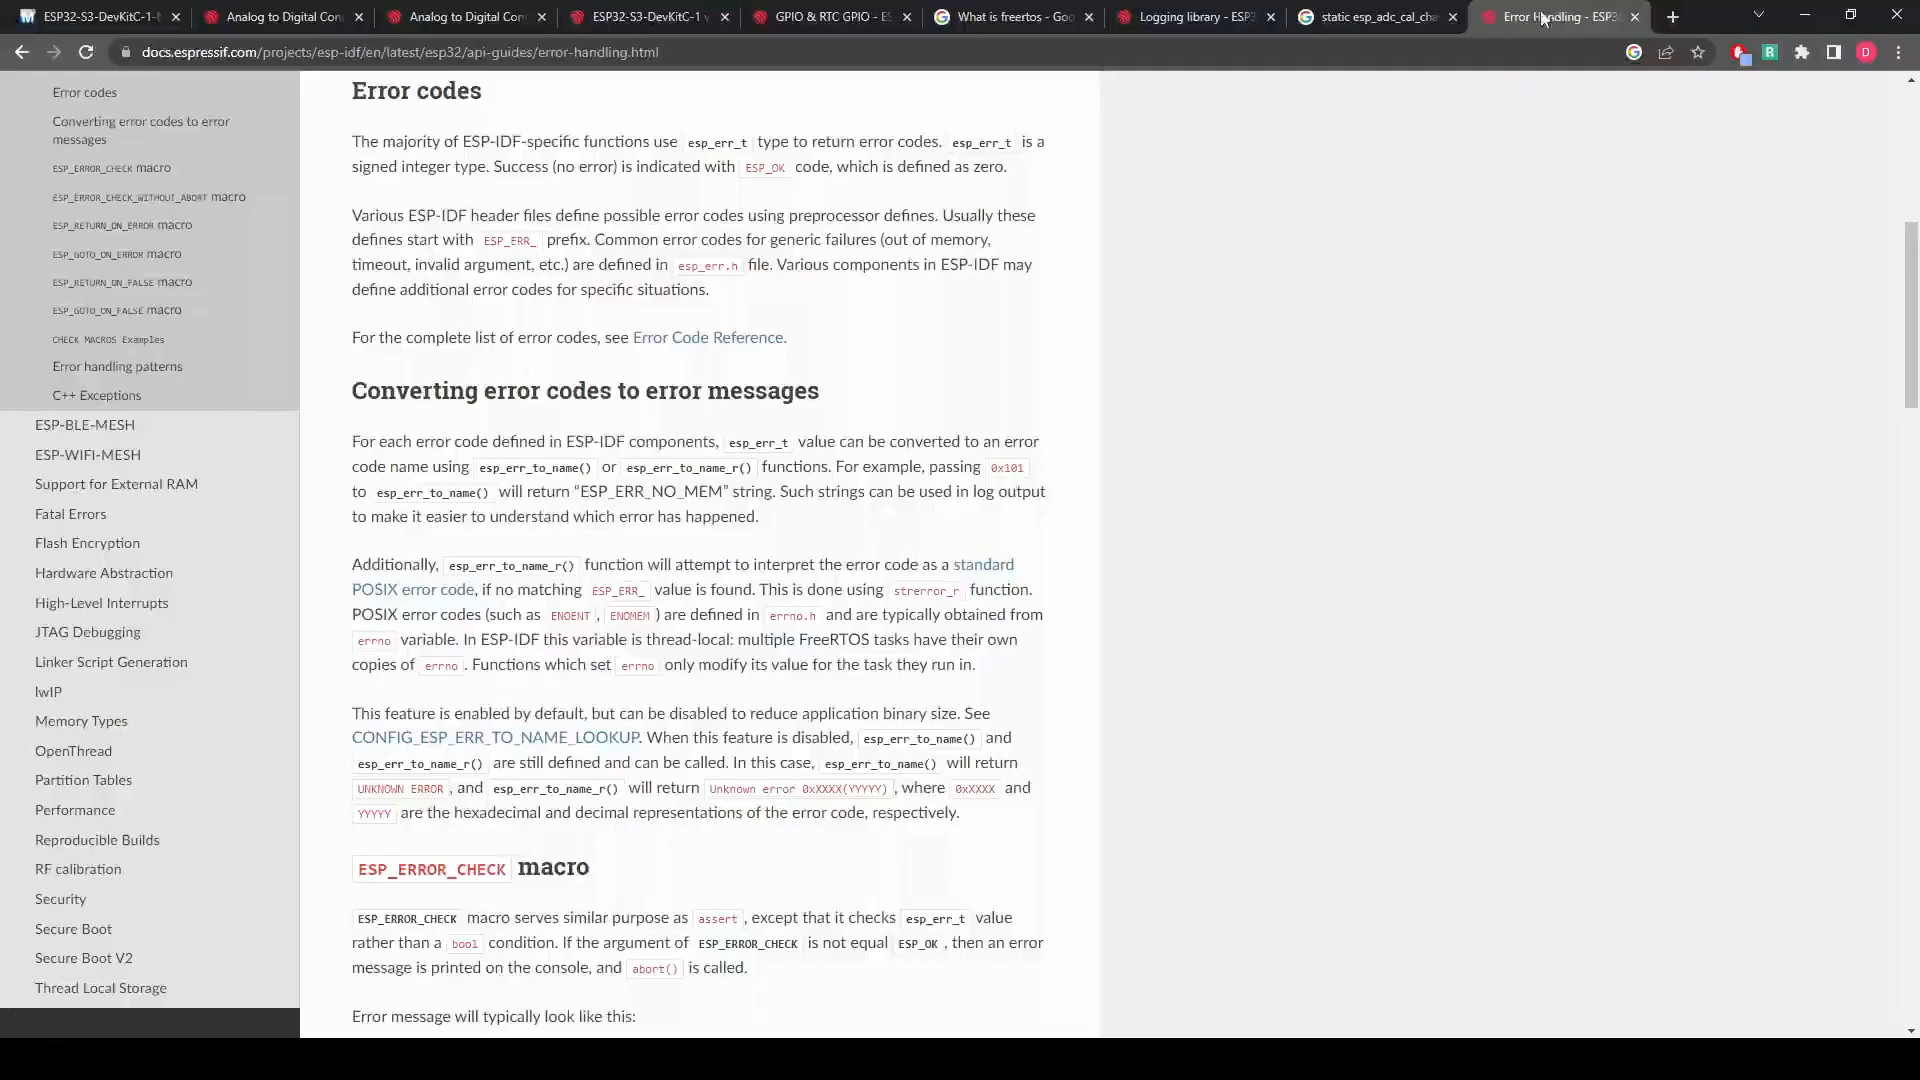 ESP32-S3-DevKitC-1-
Analog to Digital Con
Analog to Digital Con
ESP32-S3-DevKitC-1 v
GPIO & RTC GPIO - ES
What is freertos - Goo
Logging library - ESP3
static esp_adc_cal_cha
Error Handling - ESP3
docs.espressif.com/projects/esp-idf/en/latest/esp32/api-guides/error-handling.html
R
D
Error codes
Converting error codes to error
messages
ESP_ERROR_CHECK macro
ESP_ERROR_CHECK_WITHOUT_ABORT macro
ESP_RETURN_ON_ERROR macro
ESP_GOTO_ON_ERROR macro
ESP_RETURN_ON_FALSE macro
ESP_GOTO_ON_FALSE macro
CHECK MACROS Examples
Error handling patterns
C++ Exceptions
ESP-BLE-MESH
ESP-WIFI-MESH
Support for External RAM
Fatal Errors
Flash Encryption
Hardware Abstraction
High-Level Interrupts
JTAG Debugging
Linker Script Generation
lwIP
Memory Types
OpenThread
Partition Tables
Performance
Reproducible Builds
RF calibration
Security
Secure Boot
Secure Boot V2
Thread Local Storage
Error codes
The majority of ESP-IDF-specific functions use esp_err_t type to return error codes. esp_err_t is a
signed integer type. Success (no error) is indicated with ESP_OK code, which is defined as zero.
Various ESP-IDF header files define possible error codes using preprocessor defines. Usually these
defines start with ESP_ERR_ prefix. Common error codes for generic failures (out of memory,
timeout, invalid argument, etc.) are defined in esp_err.h file. Various components in ESP-IDF may
define additional error codes for specific situations.
For the complete list of error codes, see Error Code Reference.
Converting error codes to error messages
For each error code defined in ESP-IDF components, esp_err_t value can be converted to an error
code name using esp_err_to_name() or esp_err_to_name_r() functions. For example, passing 0x101
to esp_err_to_name() will return “ESP_ERR_NO_MEM” string. Such strings can be used in log output
to make it easier to understand which error has happened.
Additionally, esp_err_to_name_r() function will attempt to interpret the error code as a standard
POSIX error code, if no matching ESP_ERR_ value is found. This is done using strerror_r function.
POSIX error codes (such as ENOENT , ENOMEM ) are defined in errno.h and are typically obtained from
errno variable. In ESP-IDF this variable is thread-local: multiple FreeRTOS tasks have their own
copies of errno . Functions which set errno only modify its value for the task they run in.
This feature is enabled by default, but can be disabled to reduce application binary size. See
CONFIG_ESP_ERR_TO_NAME_LOOKUP. When this feature is disabled, esp_err_to_name() and
esp_err_to_name_r() are still defined and can be called. In this case, esp_err_to_name() will return
UNKNOWN ERROR , and esp_err_to_name_r() will return Unknown error 0xXXXX(YYYYY) , where 0xXXXX and
YYYYY are the hexadecimal and decimal representations of the error code, respectively.
ESP_ERROR_CHECK macro
ESP_ERROR_CHECK macro serves similar purpose as assert , except that it checks esp_err_t value
rather than a bool condition. If the argument of ESP_ERROR_CHECK is not equal ESP_OK , then an error
message is printed on the console, and abort() is called.
Error message will typically look like this: